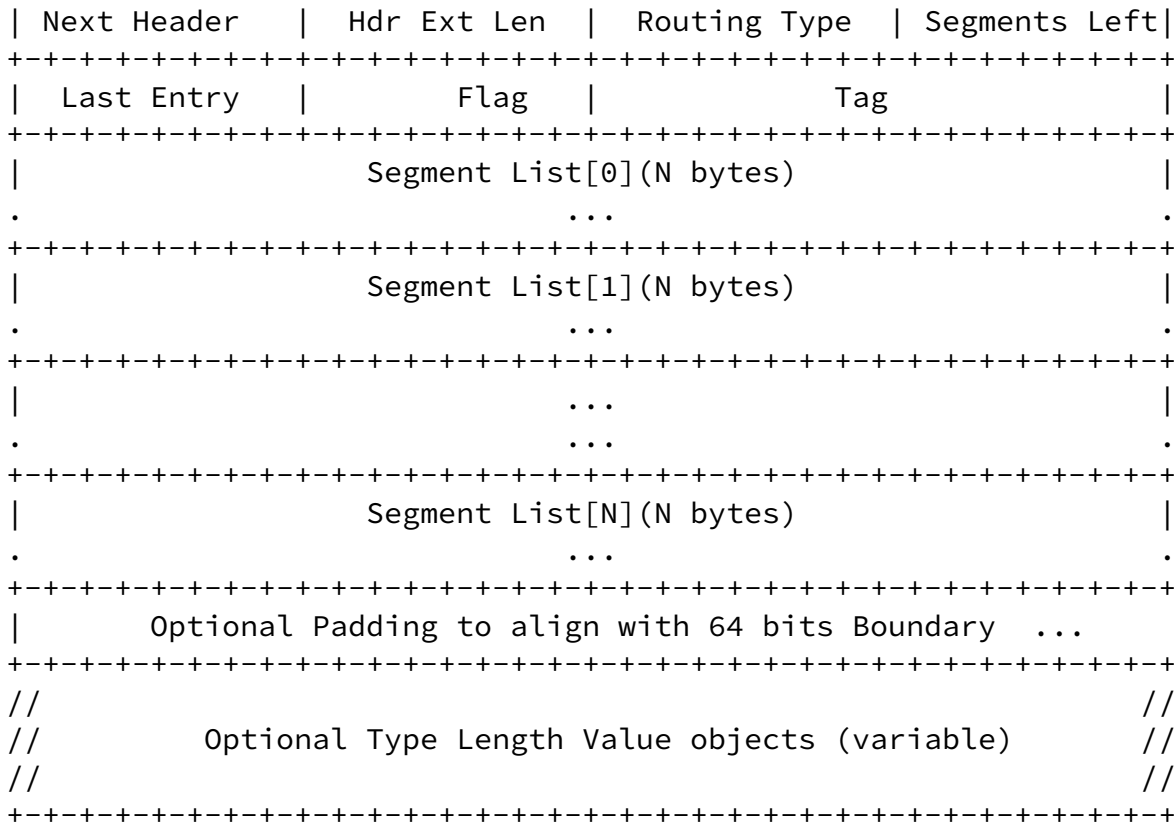 | Next Header   | Hdr Ext Len | Routing Type | Segments Left|
+-+-+-+-+-+-+-+-+-+-+-+-+-+-+-+-+-+-+-+-+-+-+-+-+-+-+-+-+-+-+-+-+
|  Last Entry   |        Flag   |             Tag               |
+-+-+-+-+-+-+-+-+-+-+-+-+-+-+-+-+-+-+-+-+-+-+-+-+-+-+-+-+-+-+-+-+
|                   Segment List[0](N bytes)                    |
.                              ...                              .
+-+-+-+-+-+-+-+-+-+-+-+-+-+-+-+-+-+-+-+-+-+-+-+-+-+-+-+-+-+-+-+-+
|                   Segment List[1](N bytes)                    |
.                              ...                              .
+-+-+-+-+-+-+-+-+-+-+-+-+-+-+-+-+-+-+-+-+-+-+-+-+-+-+-+-+-+-+-+-+
|                              ...                              |
.                              ...                              .
+-+-+-+-+-+-+-+-+-+-+-+-+-+-+-+-+-+-+-+-+-+-+-+-+-+-+-+-+-+-+-+-+
|                   Segment List[N](N bytes)                    |
.                              ...                              .
+-+-+-+-+-+-+-+-+-+-+-+-+-+-+-+-+-+-+-+-+-+-+-+-+-+-+-+-+-+-+-+-+
|       Optional Padding to align with 64 bits Boundary  ...
+-+-+-+-+-+-+-+-+-+-+-+-+-+-+-+-+-+-+-+-+-+-+-+-+-+-+-+-+-+-+-+-+
//                                                             //
//         Optional Type Length Value objects (variable)       //
//                                                             //
+-+-+-+-+-+-+-+-+-+-+-+-+-+-+-+-+-+-+-+-+-+-+-+-+-+-+-+-+-+-+-+-+